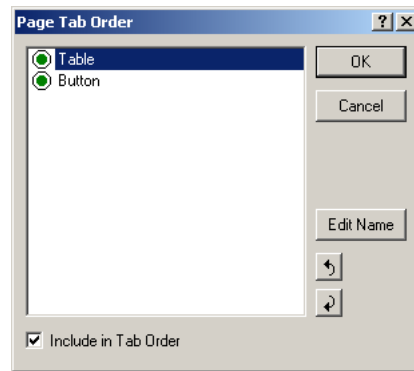 Page Tab Order
Table
Button
OK
Cancel
Edit Name
Include in Tab Order